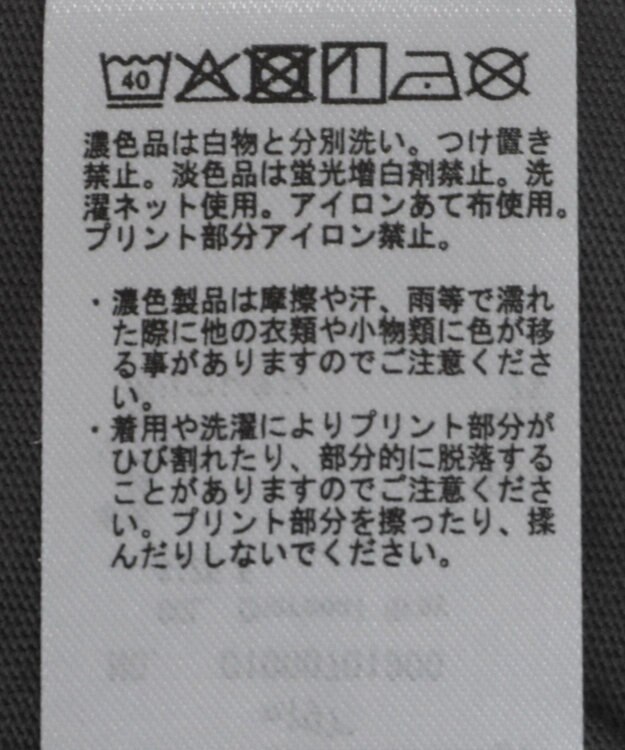 40
濃色品は白物と分別洗い。つけ置き
禁止。淡色品は蛍光増白剤禁止。洗
濯ネット使用。アイロンあて布使用。
プリント部分アイロン禁止。
・濃色製品は摩擦や汗、雨等で濡れ
た際に他の衣類や小物類に色が移
る事がありますのでご注意くださ
い。
・着用や洗濯によりプリント部分が
ひび割れたり、部分的に脱落する
ことがありますのでご注意くださ
い。プリント部分を擦ったり、揉
んだりしないでください。